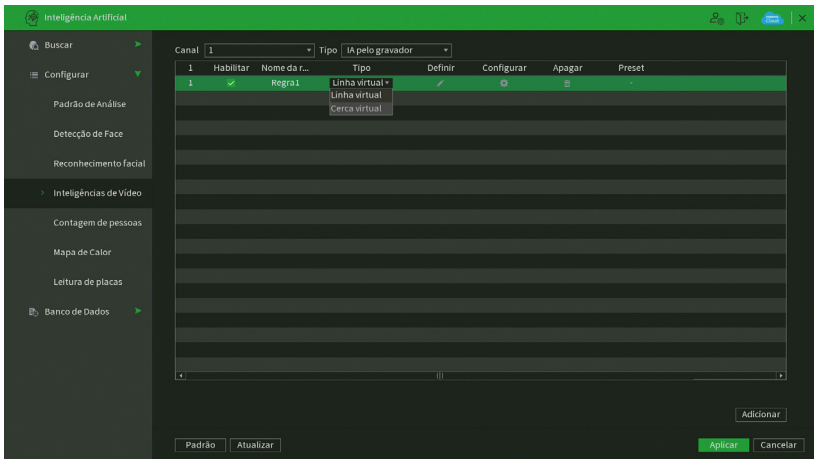 Inteligência Artificial
Buscar
Configurar
Padrão de Análise
Detecção de Face
Reconhecimento facial
Inteligências de Vídeo
Contagem de pessoas
Mapa de Calor
Leitura de placas
Banco de Dados
Canal 1 Tipo IA pelo gravador
1 Habilitar Nome da r... Tipo Definir Configurar Apagar Preset
1 Regra1 Linha virtual -
Linha virtual
Cerca virtual
Adicionar
Padrão Atualizar Aplicar Cancelar